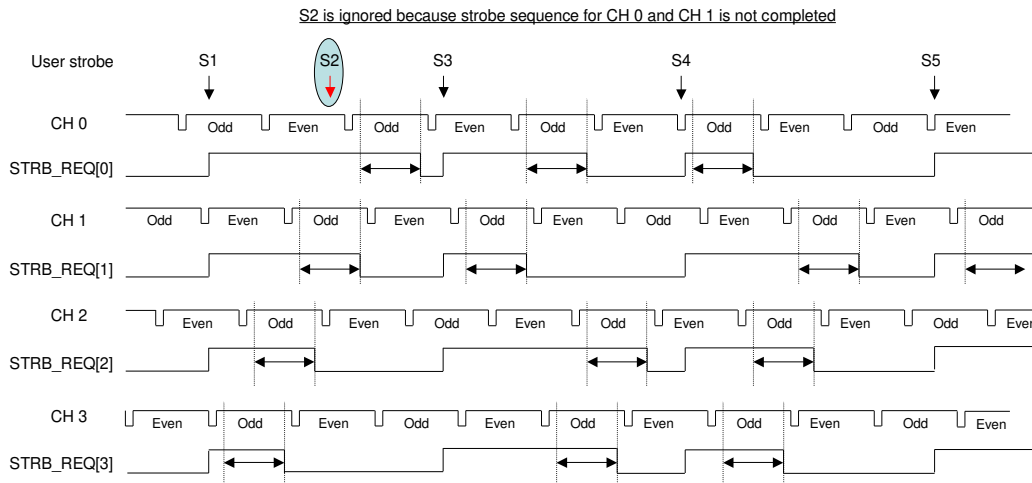 S2 is ignored because strobe sequence for CH 0 and CH 1 is not completed
User strobe S1 S2 S3 S4 S5
CH 0 Odd Even Odd Even Odd Even Odd Even Odd Even
STRB_REQ[0]
CH 1 Odd Even Odd Even Odd Even Odd Even Odd Even Odd
STRB_REQ[1]
CH 2 Even Odd Even Odd Even Odd Even Odd Even Odd Even
STRB_REQ[2]
CH 3 Even Odd Even Odd Even Odd Even Odd Even Odd Even
STRB_REQ[3]